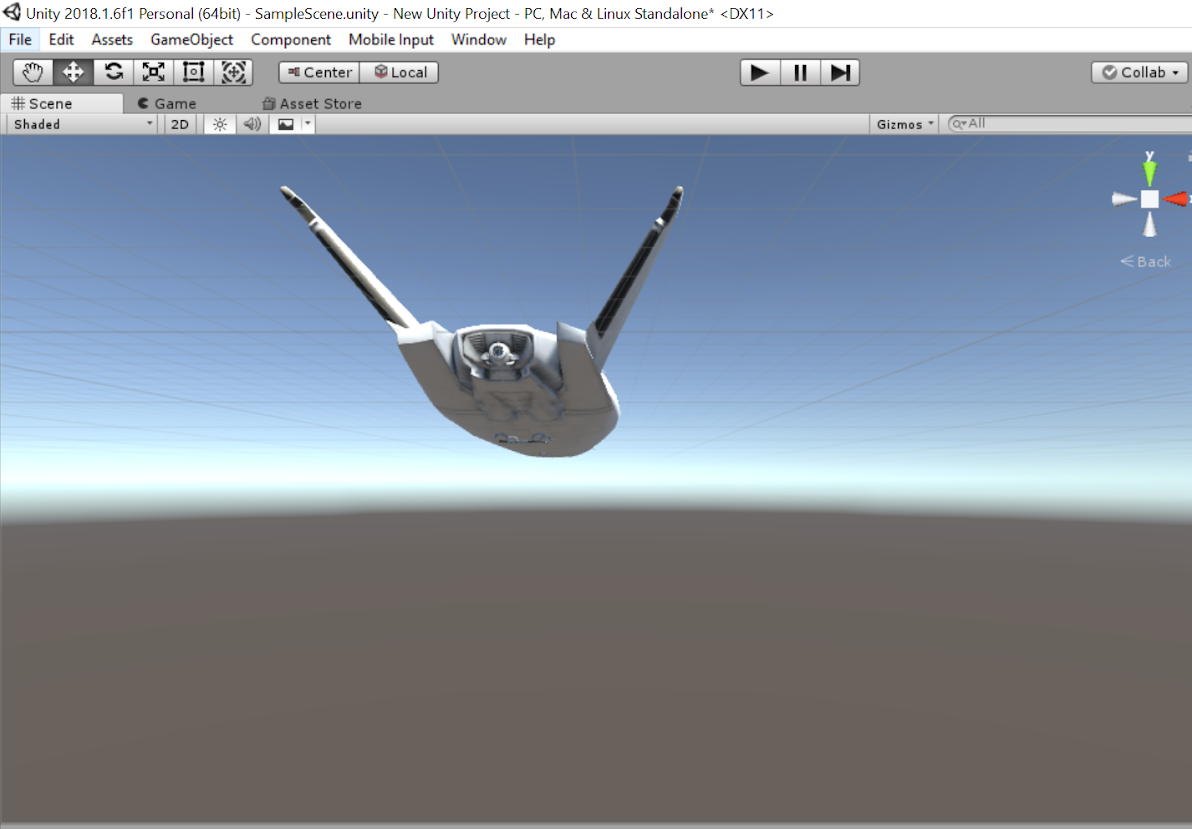 Unity 2018.1.6f1 Personal (64bit) - SampleScene.unity - New Unity Project - PC, Mac & Linux Standalone* <DX11>
File Edit Assets GameObject Component Mobile Input Window Help
Center Local Collab
Scene Game Asset Store
Shaded 2D Gizmos All
y
x
Back